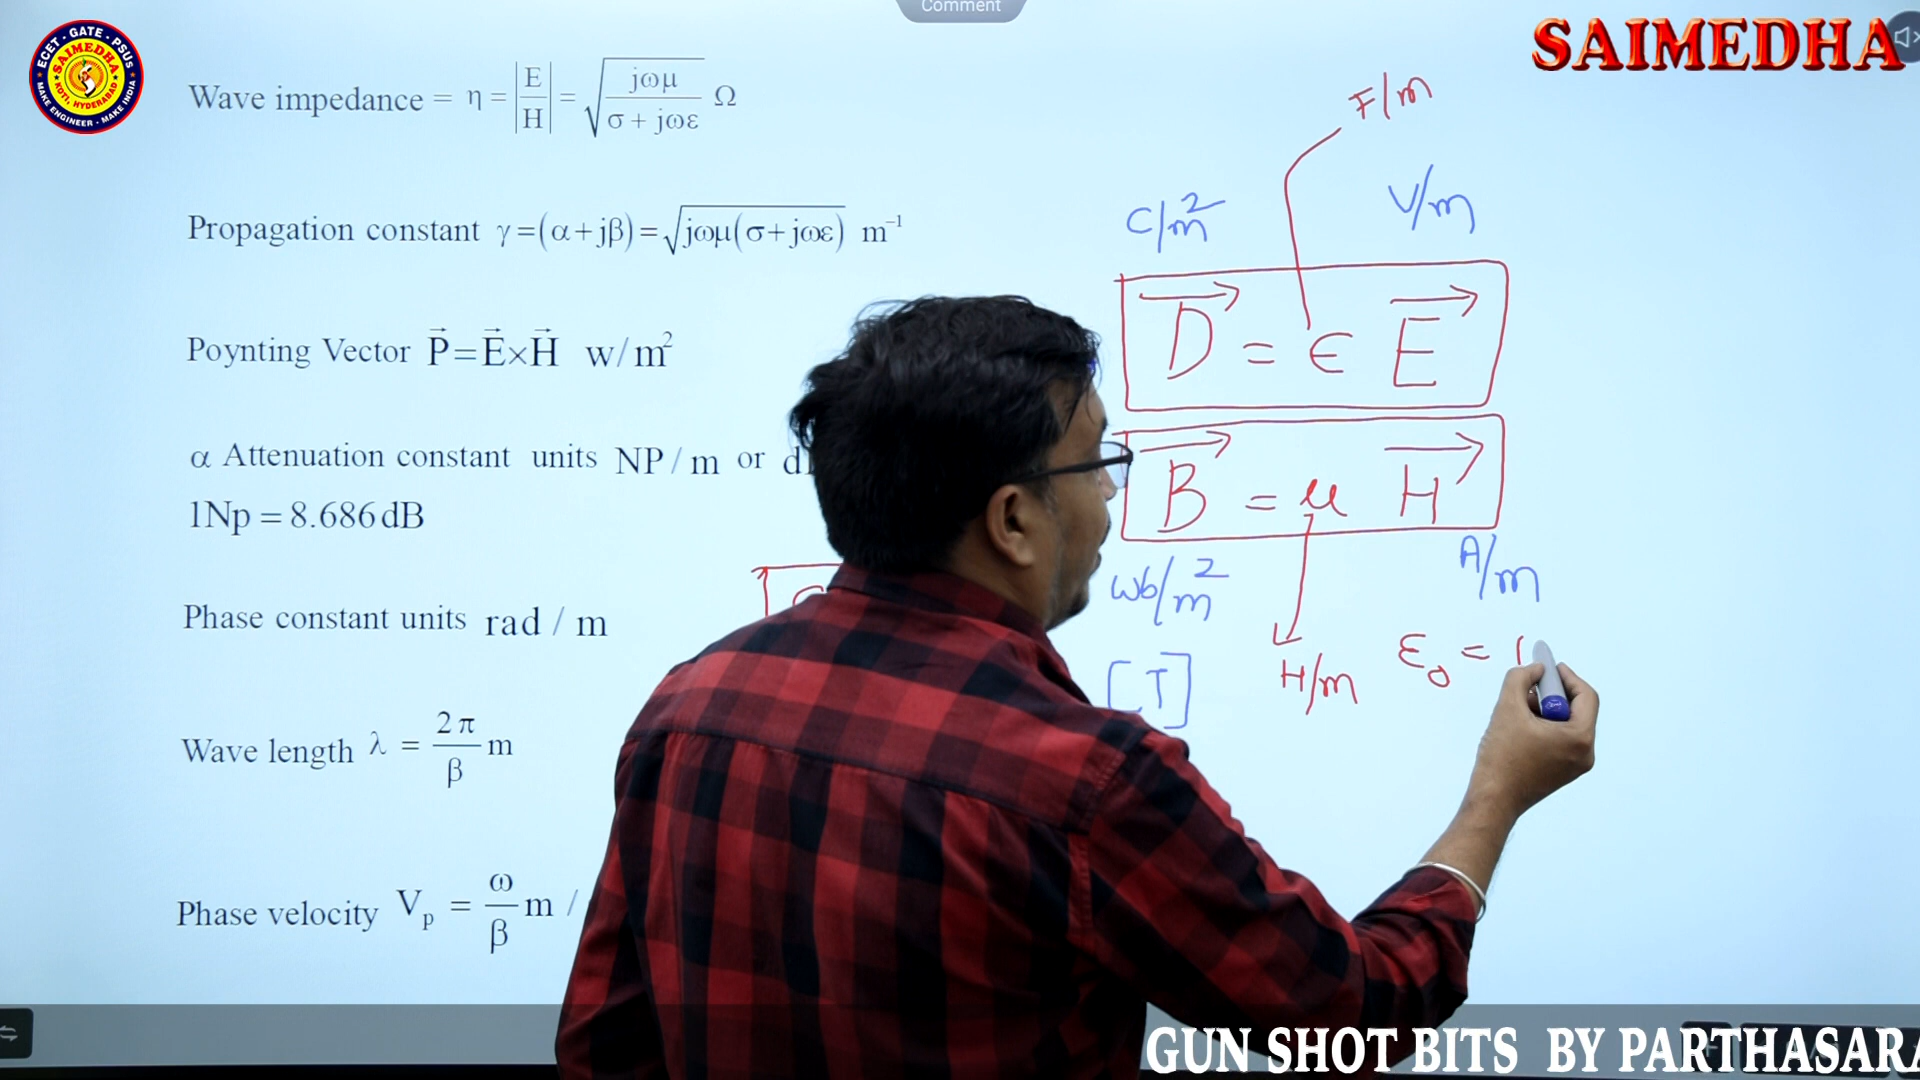 Comment
SAIMEDHA
ECET - GATE - PSUS
SAIMEDHA
KOTI, HYDERABAD
MAKE ENGINEER - MAKE INDIA
Wave impedance = η = |E/H| = √(jωμ/(σ + jωε)) Ω
Propagation constant γ = (α + jβ) = √(jωμ(σ + jωε)) m⁻¹
Poynting Vector P⃗ = E⃗ × H⃗ w/m²
α Attenuation constant units NP / m or d
1Np = 8.686 dB
Phase constant units rad / m
Wave length λ = 2π/β m
Phase velocity Vp = ω/β m /
F/m
C/m² V/m
D⃗ = ϵ E⃗
B⃗ = μ H⃗
Wb/m² A/m
[T] H/m ε₀ =
GUN SHOT BITS BY PARTHASARA